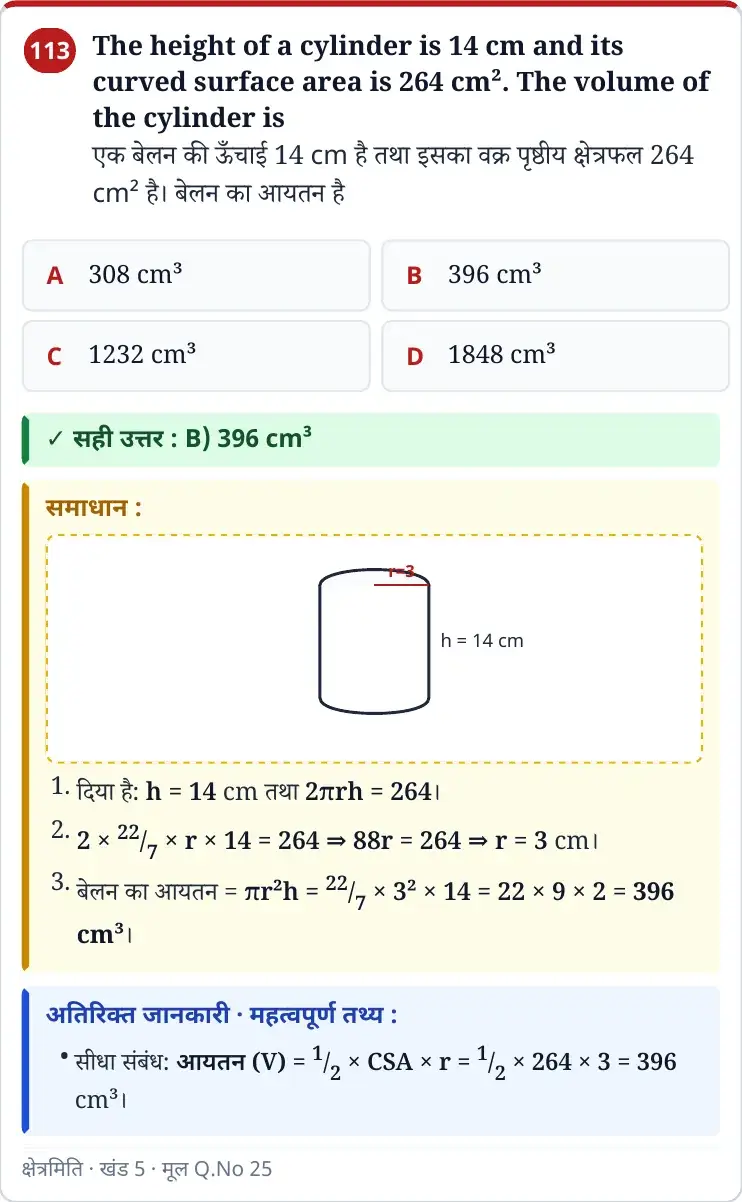 113 The height of a cylinder is 14 cm and its
curved surface area is 264 cm². The volume of
the cylinder is
एक बेलन की ऊँचाई 14 cm है तथा इसका वक्र पृष्ठीय क्षेत्रफल 264
cm² है। बेलन का आयतन है
A 308 cm³
B 396 cm³
C 1232 cm³
D 1848 cm³
✓ सही उत्तर : B) 396 cm³
समाधान :
r=3
h = 14 cm
1. दिया है: h = 14 cm तथा 2πrh = 264।
2. 2 × ²²/₇ × r × 14 = 264 ⇒ 88r = 264 ⇒ r = 3 cm।
3. बेलन का आयतन = πr²h = ²²/₇ × 3² × 14 = 22 × 9 × 2 = 396
cm³।
अतिरिक्त जानकारी · महत्वपूर्ण तथ्य :
• सीधा संबंध: आयतन (V) = ¹/₂ × CSA × r = ¹/₂ × 264 × 3 = 396
cm³।
क्षेत्रमिति · खंड 5 · मूल Q.No 25